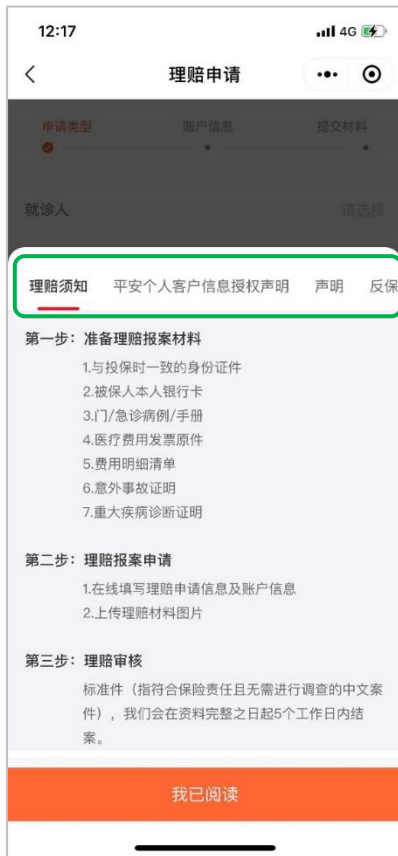 12:17
4G
理赔申请
申请类型
账户信息
提交材料
就诊人
请选择
理赔须知
平安个人客户信息授权声明
声明
反保
第一步：准备理赔报案材料
1.与投保时一致的身份证件
2.被保人本人银行卡
3.门/急诊病例/手册
4.医疗费用发票原件
5.费用明细清单
6.意外事故证明
7.重大疾病诊断证明
第二步：理赔报案申请
1.在线填写理赔申请信息及账户信息
2.上传理赔材料图片
第三步：理赔审核
标准件（指符合保险责任且无需进行调查的中文案
件），我们会在资料完整之日起5个工作日内结
案。
我已阅读